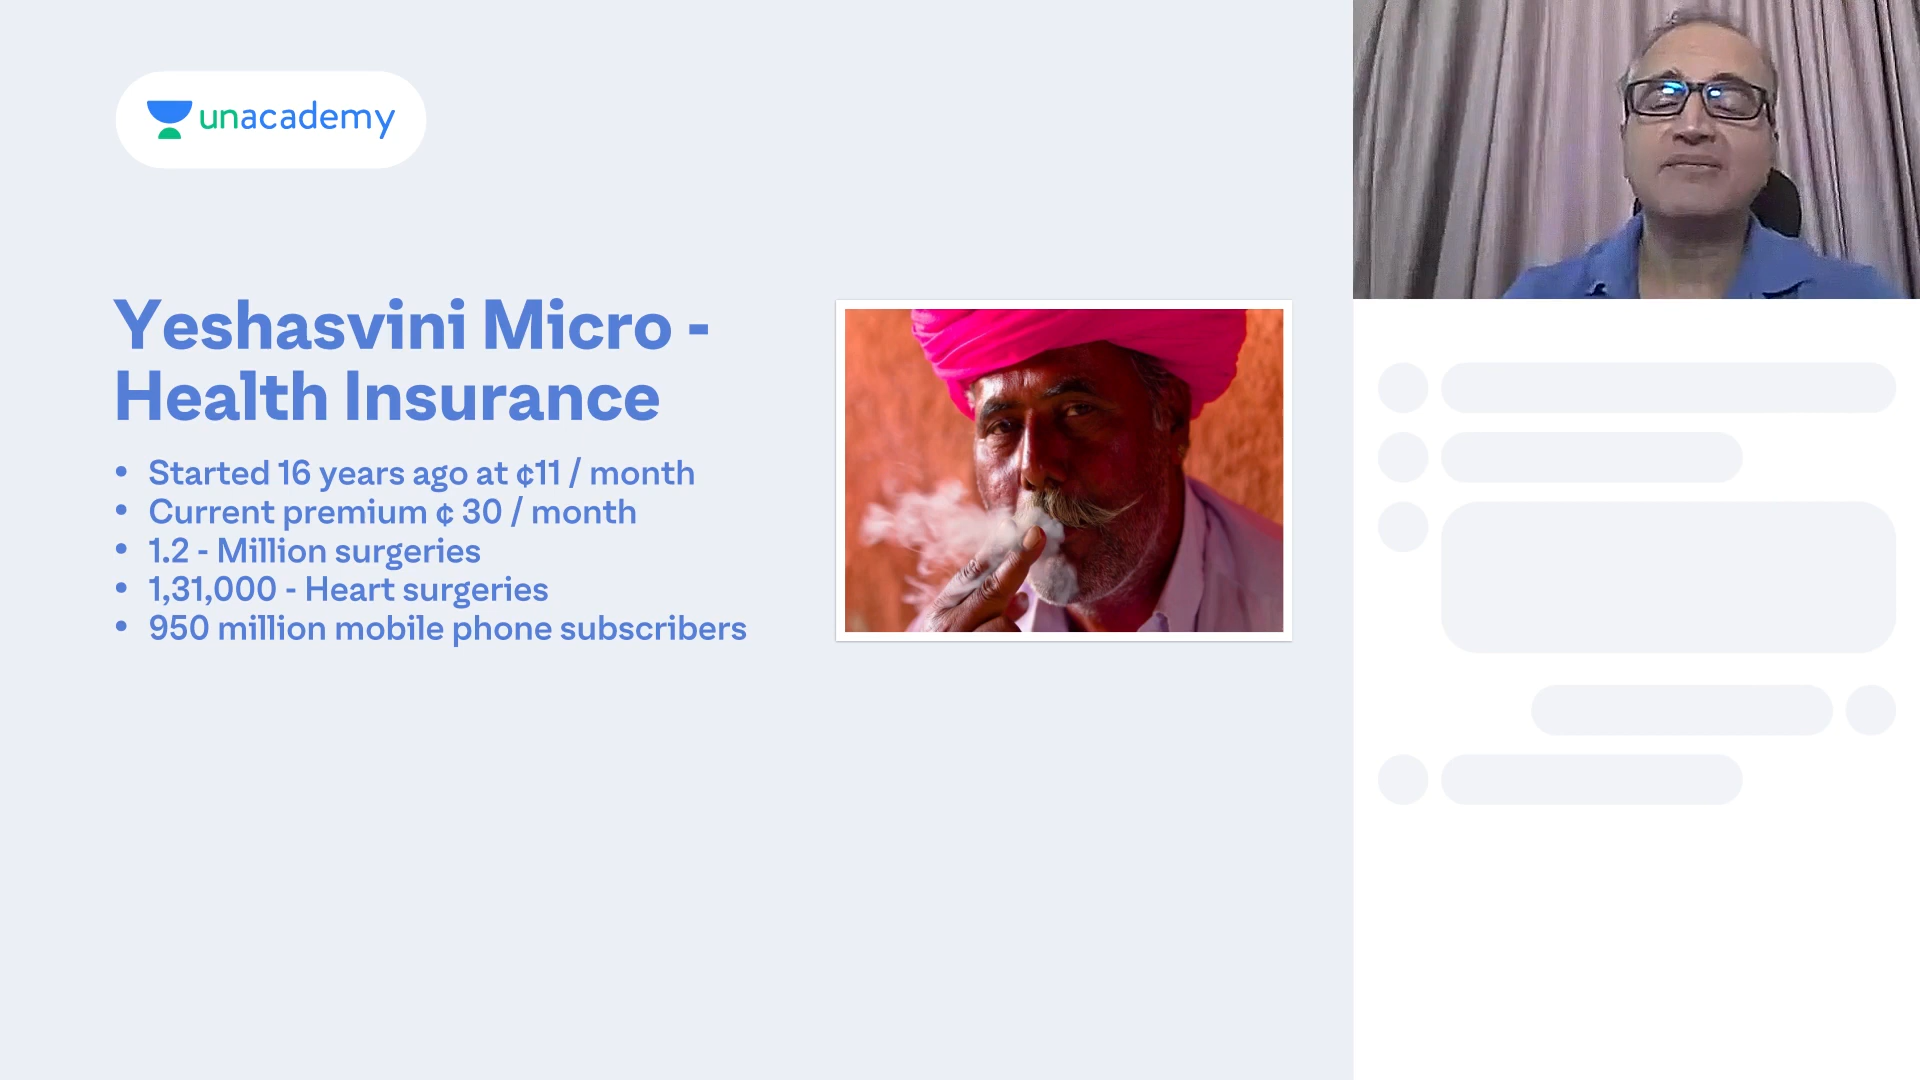 unacademy
Yeshasvini Micro -
Health Insurance
• Started 16 years ago at ¢11 / month
• Current premium ¢ 30 / month
• 1.2 - Million surgeries
• 1,31,000 - Heart surgeries
• 950 million mobile phone subscribers